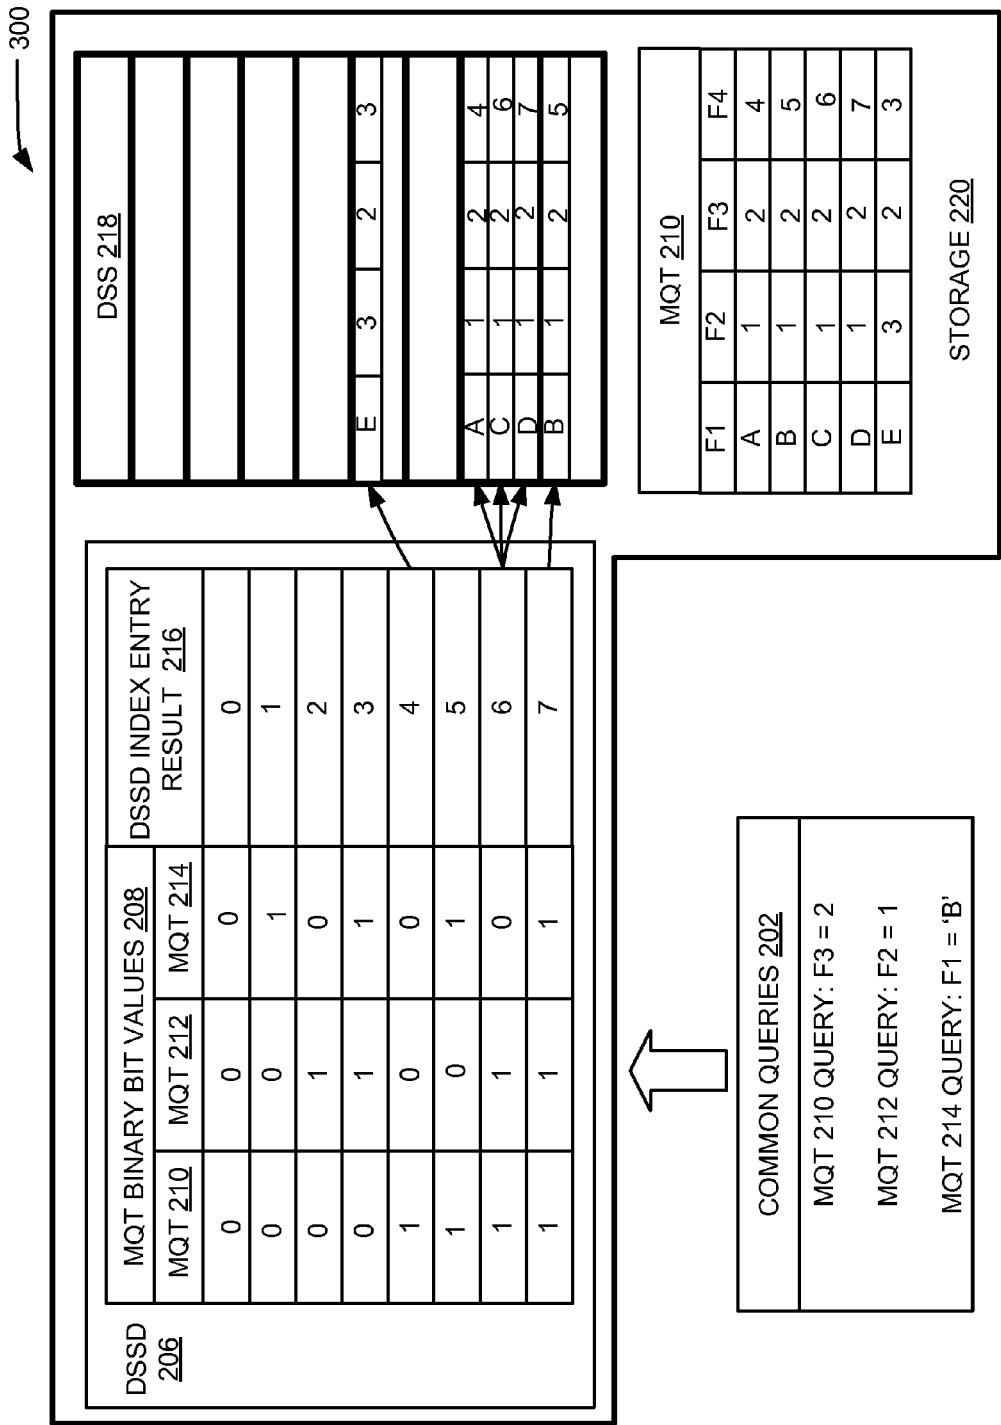 300
DSSD
206
MQT BINARY BIT VALUES 208
DSSD INDEX ENTRY
RESULT 216
MQT 210 MQT 212 MQT 214
0 0 0 0
0 0 1 1
0 1 0 2
0 1 1 3
1 0 0 4
1 0 1 5
1 1 0 6
1 1 1 7
DSS 218
E 3 2 3
A 1 2 4
C 1 2 6
D 1 2 7
B 1 2 5
COMMON QUERIES 202
MQT 210 QUERY: F3 = 2
MQT 212 QUERY: F2 = 1
MQT 214 QUERY: F1 = ‘B’
MQT 210
F1 F2 F3 F4
A 1 2 4
B 1 2 5
C 1 2 6
D 1 2 7
E 3 2 3
STORAGE 220